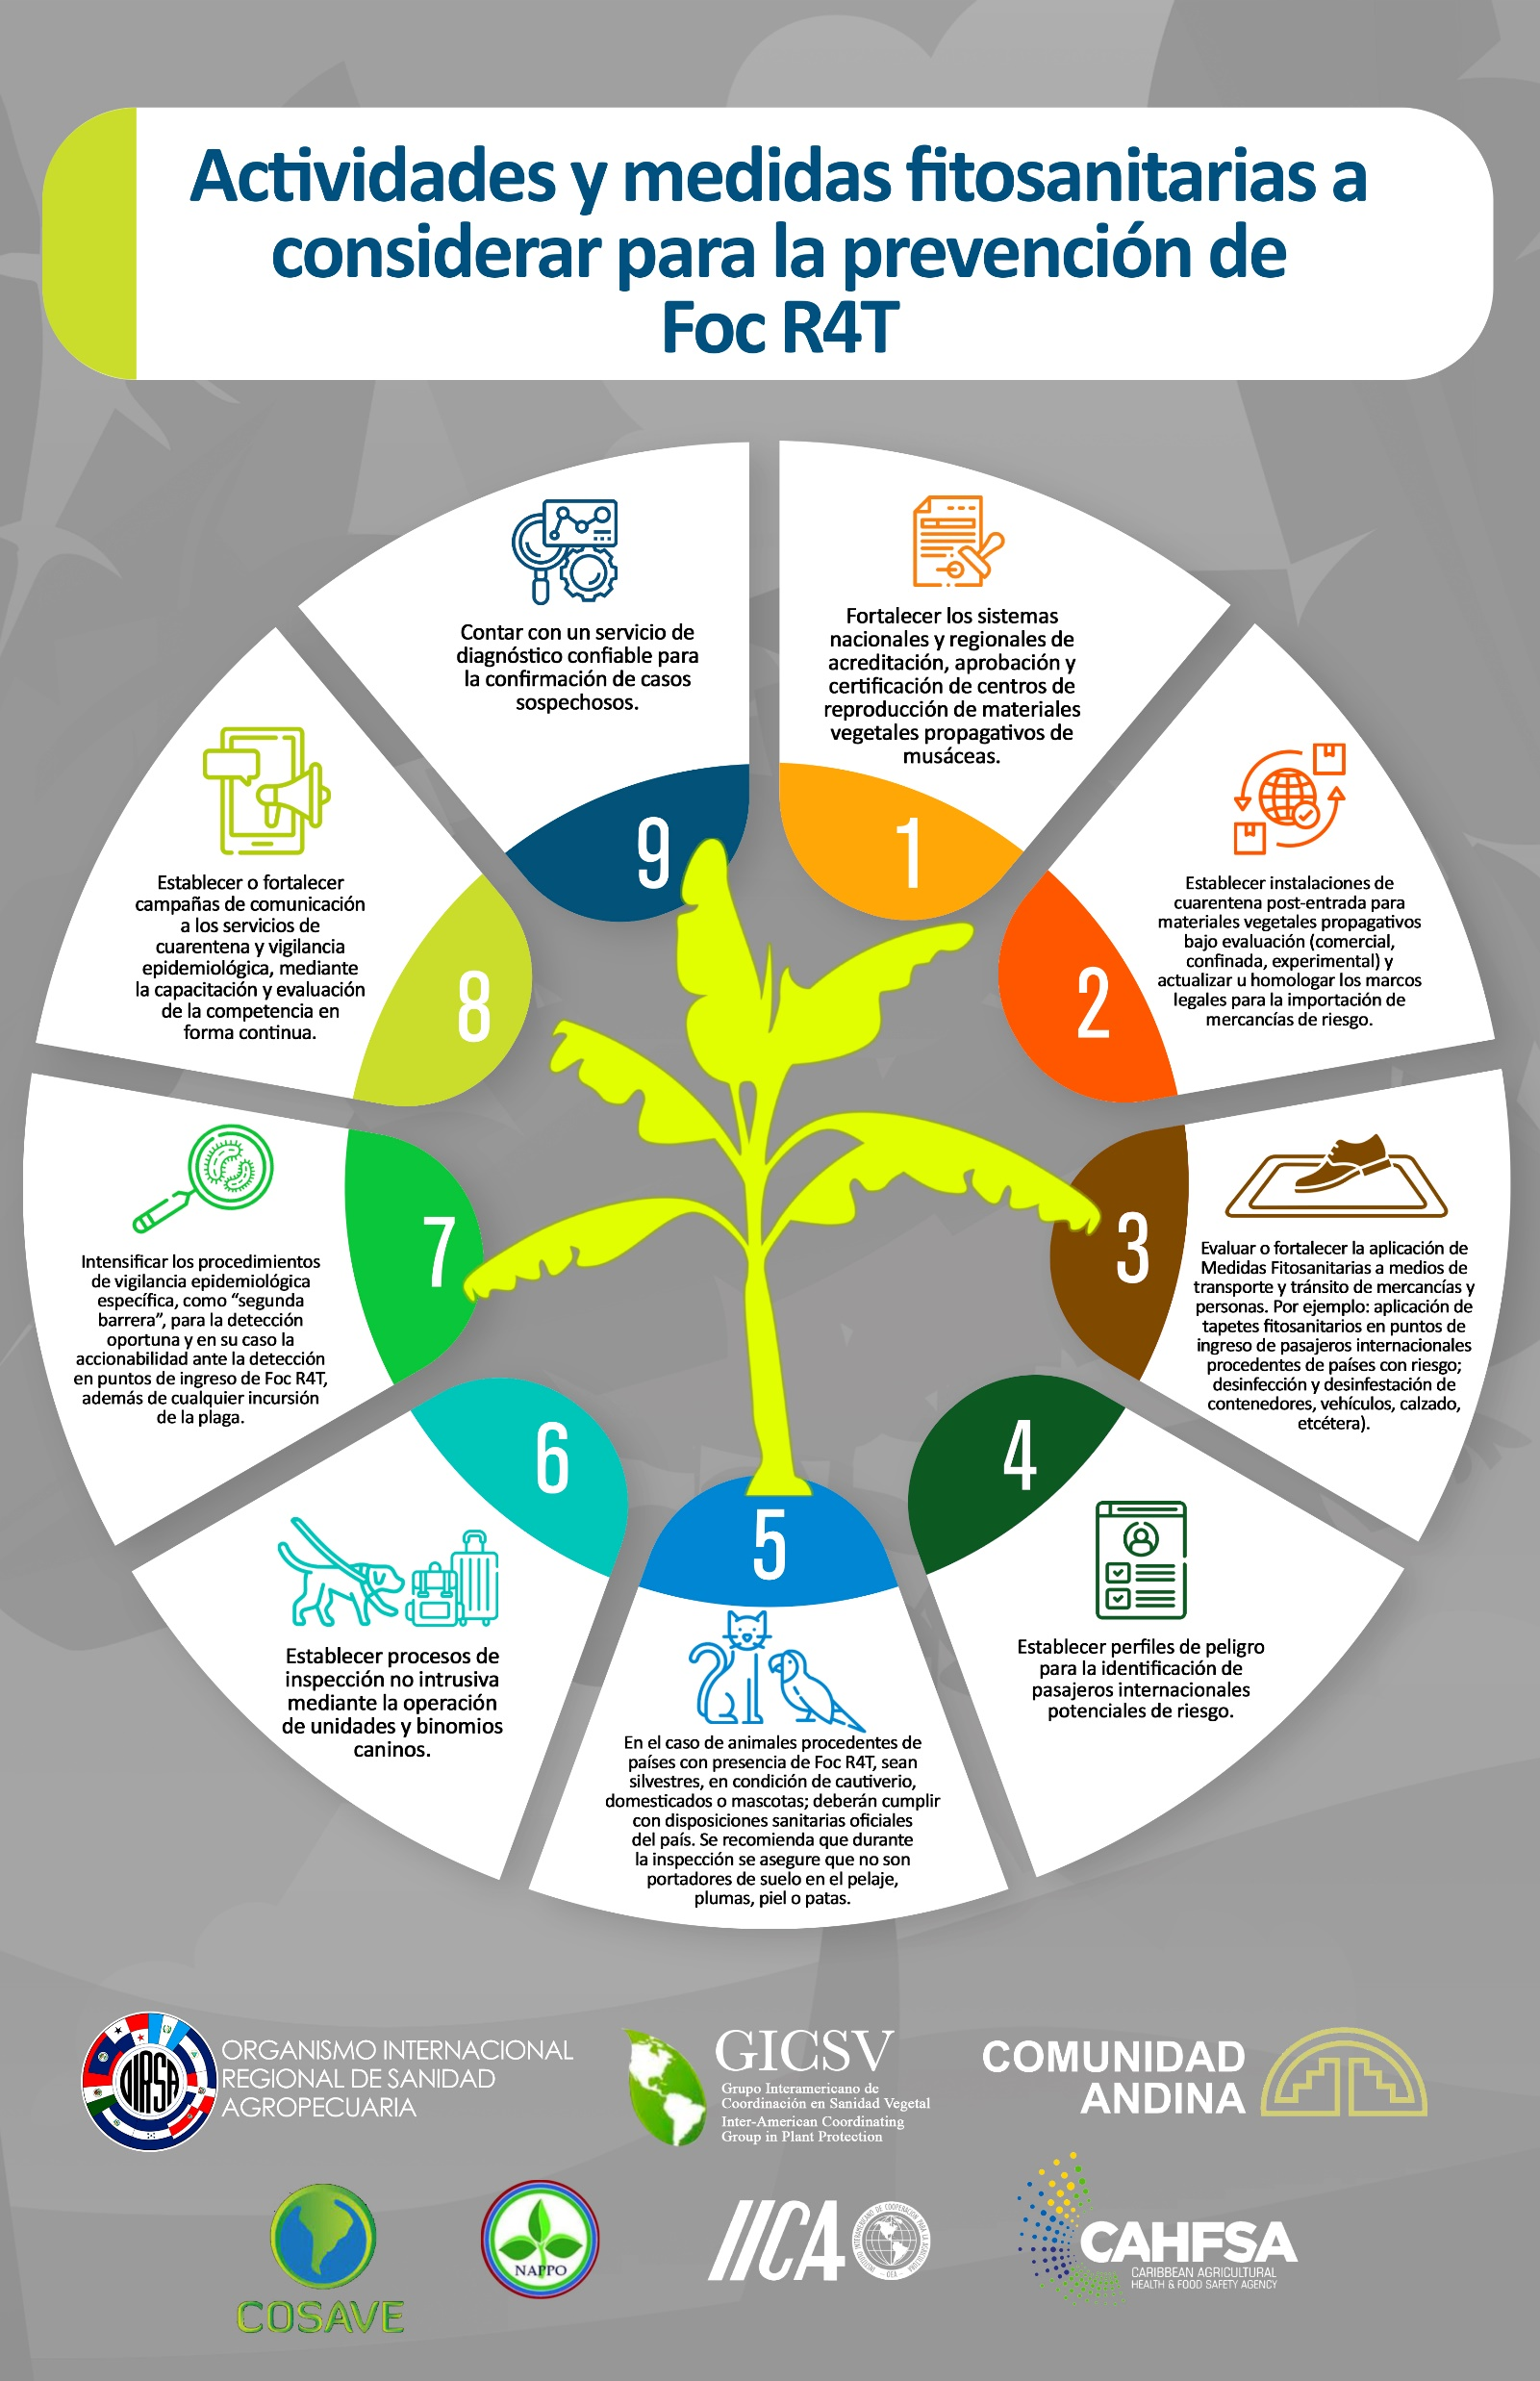 Actividades y medidas fitosanitarias a
considerar para la prevención de
Foc R4T
1
Fortalecer los sistemas
nacionales y regionales de
acreditación, aprobación y
certificación de centros de
reproducción de materiales
vegetales propagativos de
musáceas.
2
Establecer instalaciones de
cuarentena post-entrada para
materiales vegetales propagativos
bajo evaluación (comercial,
confinada, experimental) y
actualizar u homologar los marcos
legales para la importación de
mercancías de riesgo.
3
Evaluar o fortalecer la aplicación de
Medidas Fitosanitarias a medios de
transporte y tránsito de mercancías y
personas. Por ejemplo: aplicación de
tapetes fitosanitarios en puntos de
ingreso de pasajeros internacionales
procedentes de países con riesgo;
desinfección y desinfestación de
contenedores, vehículos, calzado,
etcétera).
4
Establecer perfiles de peligro
para la identificación de
pasajeros internacionales
potenciales de riesgo.
5
En el caso de animales procedentes de
países con presencia de Foc R4T, sean
silvestres, en condición de cautiverio,
domesticados o mascotas; deberán cumplir
con disposiciones sanitarias oficiales
del país. Se recomienda que durante
la inspección se asegure que no son
portadores de suelo en el pelaje,
plumas, piel o patas.
6
Establecer procesos de
inspección no intrusiva
mediante la operación
de unidades y binomios
caninos.
7
Intensificar los procedimientos
de vigilancia epidemiológica
específica, como “segunda
barrera”, para la detección
oportuna y en su caso la
accionabilidad ante la detección
en puntos de ingreso de Foc R4T,
además de cualquier incursión
de la plaga.
8
Establecer o fortalecer
campañas de comunicación
a los servicios de
cuarentena y vigilancia
epidemiológica, mediante
la capacitación y evaluación
de la competencia en
forma continua.
9
Contar con un servicio de
diagnóstico confiable para
la confirmación de casos
sospechosos.
OIRSA
ORGANISMO INTERNACIONAL
REGIONAL DE SANIDAD
AGROPECUARIA
GICSV
Grupo Interamericano de
Coordinación en Sanidad Vegetal
Inter-American Coordinating
Group in Plant Protection
COMUNIDAD
ANDINA
COSAVE
NAPPO
IICA
INSTITUTO INTERAMERICANO DE COOPERACIÓN PARA LA AGRICULTURA
OEA
CAHFSA
CARIBBEAN AGRICULTURAL
HEALTH & FOOD SAFETY AGENCY